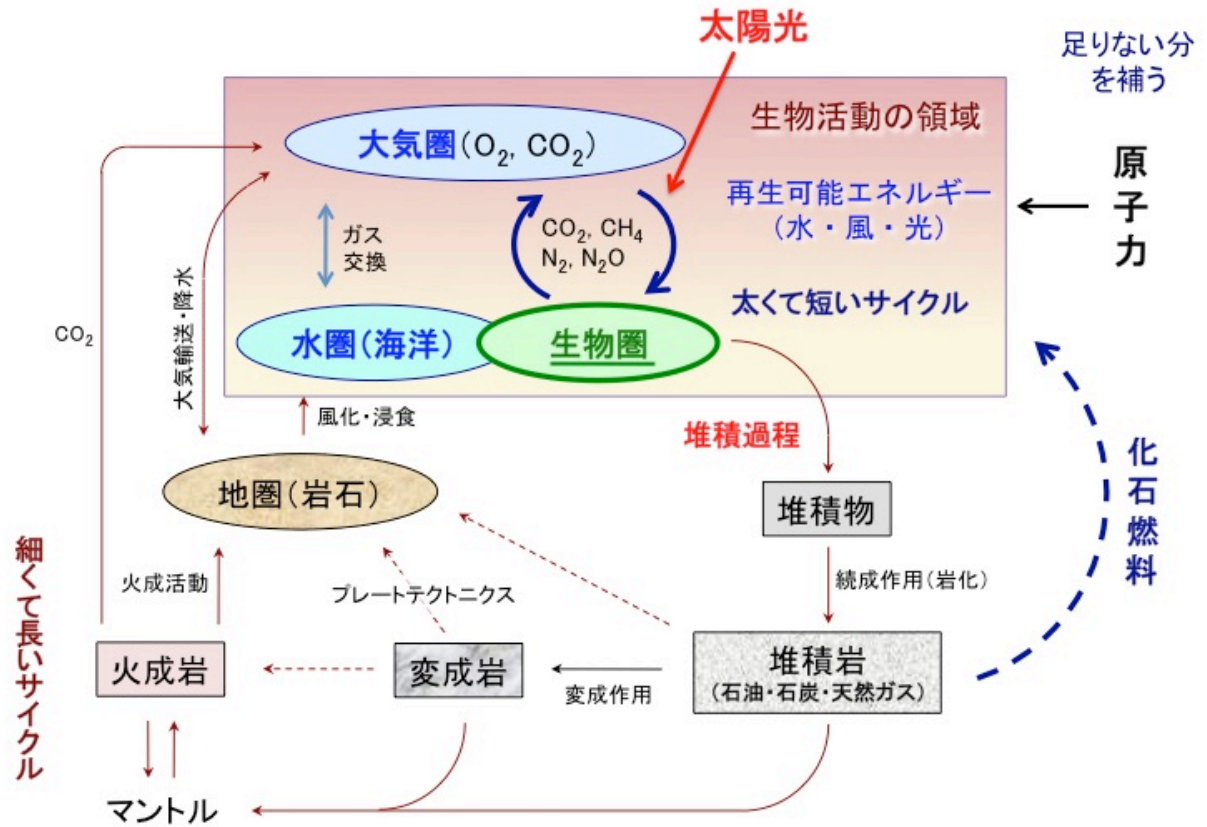 太陽光
足りない分
を補う
生物活動の領域
大気圏(O₂, CO₂)
原子力
再生可能エネルギー
(水・風・光)
CO₂, CH₄
N₂, N₂O
ガス
交換
太くて短いサイクル
水圏(海洋)
生物圏
CO₂
大気輸送・降水
風化・浸食
堆積過程
化石燃料
地圏(岩石)
堆積物
細くて長いサイクル
火成活動
プレートテクトニクス
続成作用(岩化)
火成岩
変成岩
変成作用
堆積岩
(石油・石炭・天然ガス)
マントル